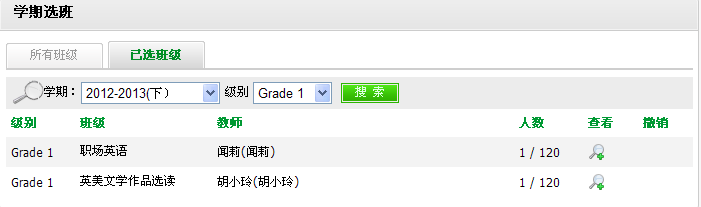 学期选班
所有班级 已选班级
学期： 2012-2013(下) 级别 Grade 1 搜 索
级别 班级 教师 人数 查看 撤销
Grade 1 职场英语 闻莉(闻莉) 1 / 120
Grade 1 英美文学作品选读 胡小玲(胡小玲) 1 / 120